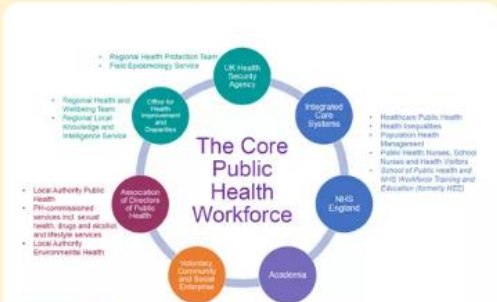 • Regional Health Protection Team
• Field Epidemiology Service
UK Health
Security
Agency
• Regional Health and
Wellbeing Team
• Regional Local
Knowledge and
Intelligence Service
Office for
Health
Improvement and
Disparities
Integrated
Care
Systems
• Healthcare Public Health
• Health Inequalities
• Population Health
Management
• Public Health Nurses, School
Nurses and Health Visitors
• School of Public Health and
NHS Workforce Training and
Education (formerly HEE)
The Core
Public
Health
Workforce
• Local Authority Public
Health
• PH-commissioned
services incl. sexual
health, drugs and alcohol,
and lifestyle services
• Local Authority
Environmental Health
Association
of Directors
of Public
Health
NHS
England
Voluntary
Community
and Social
Enterprise
Academia